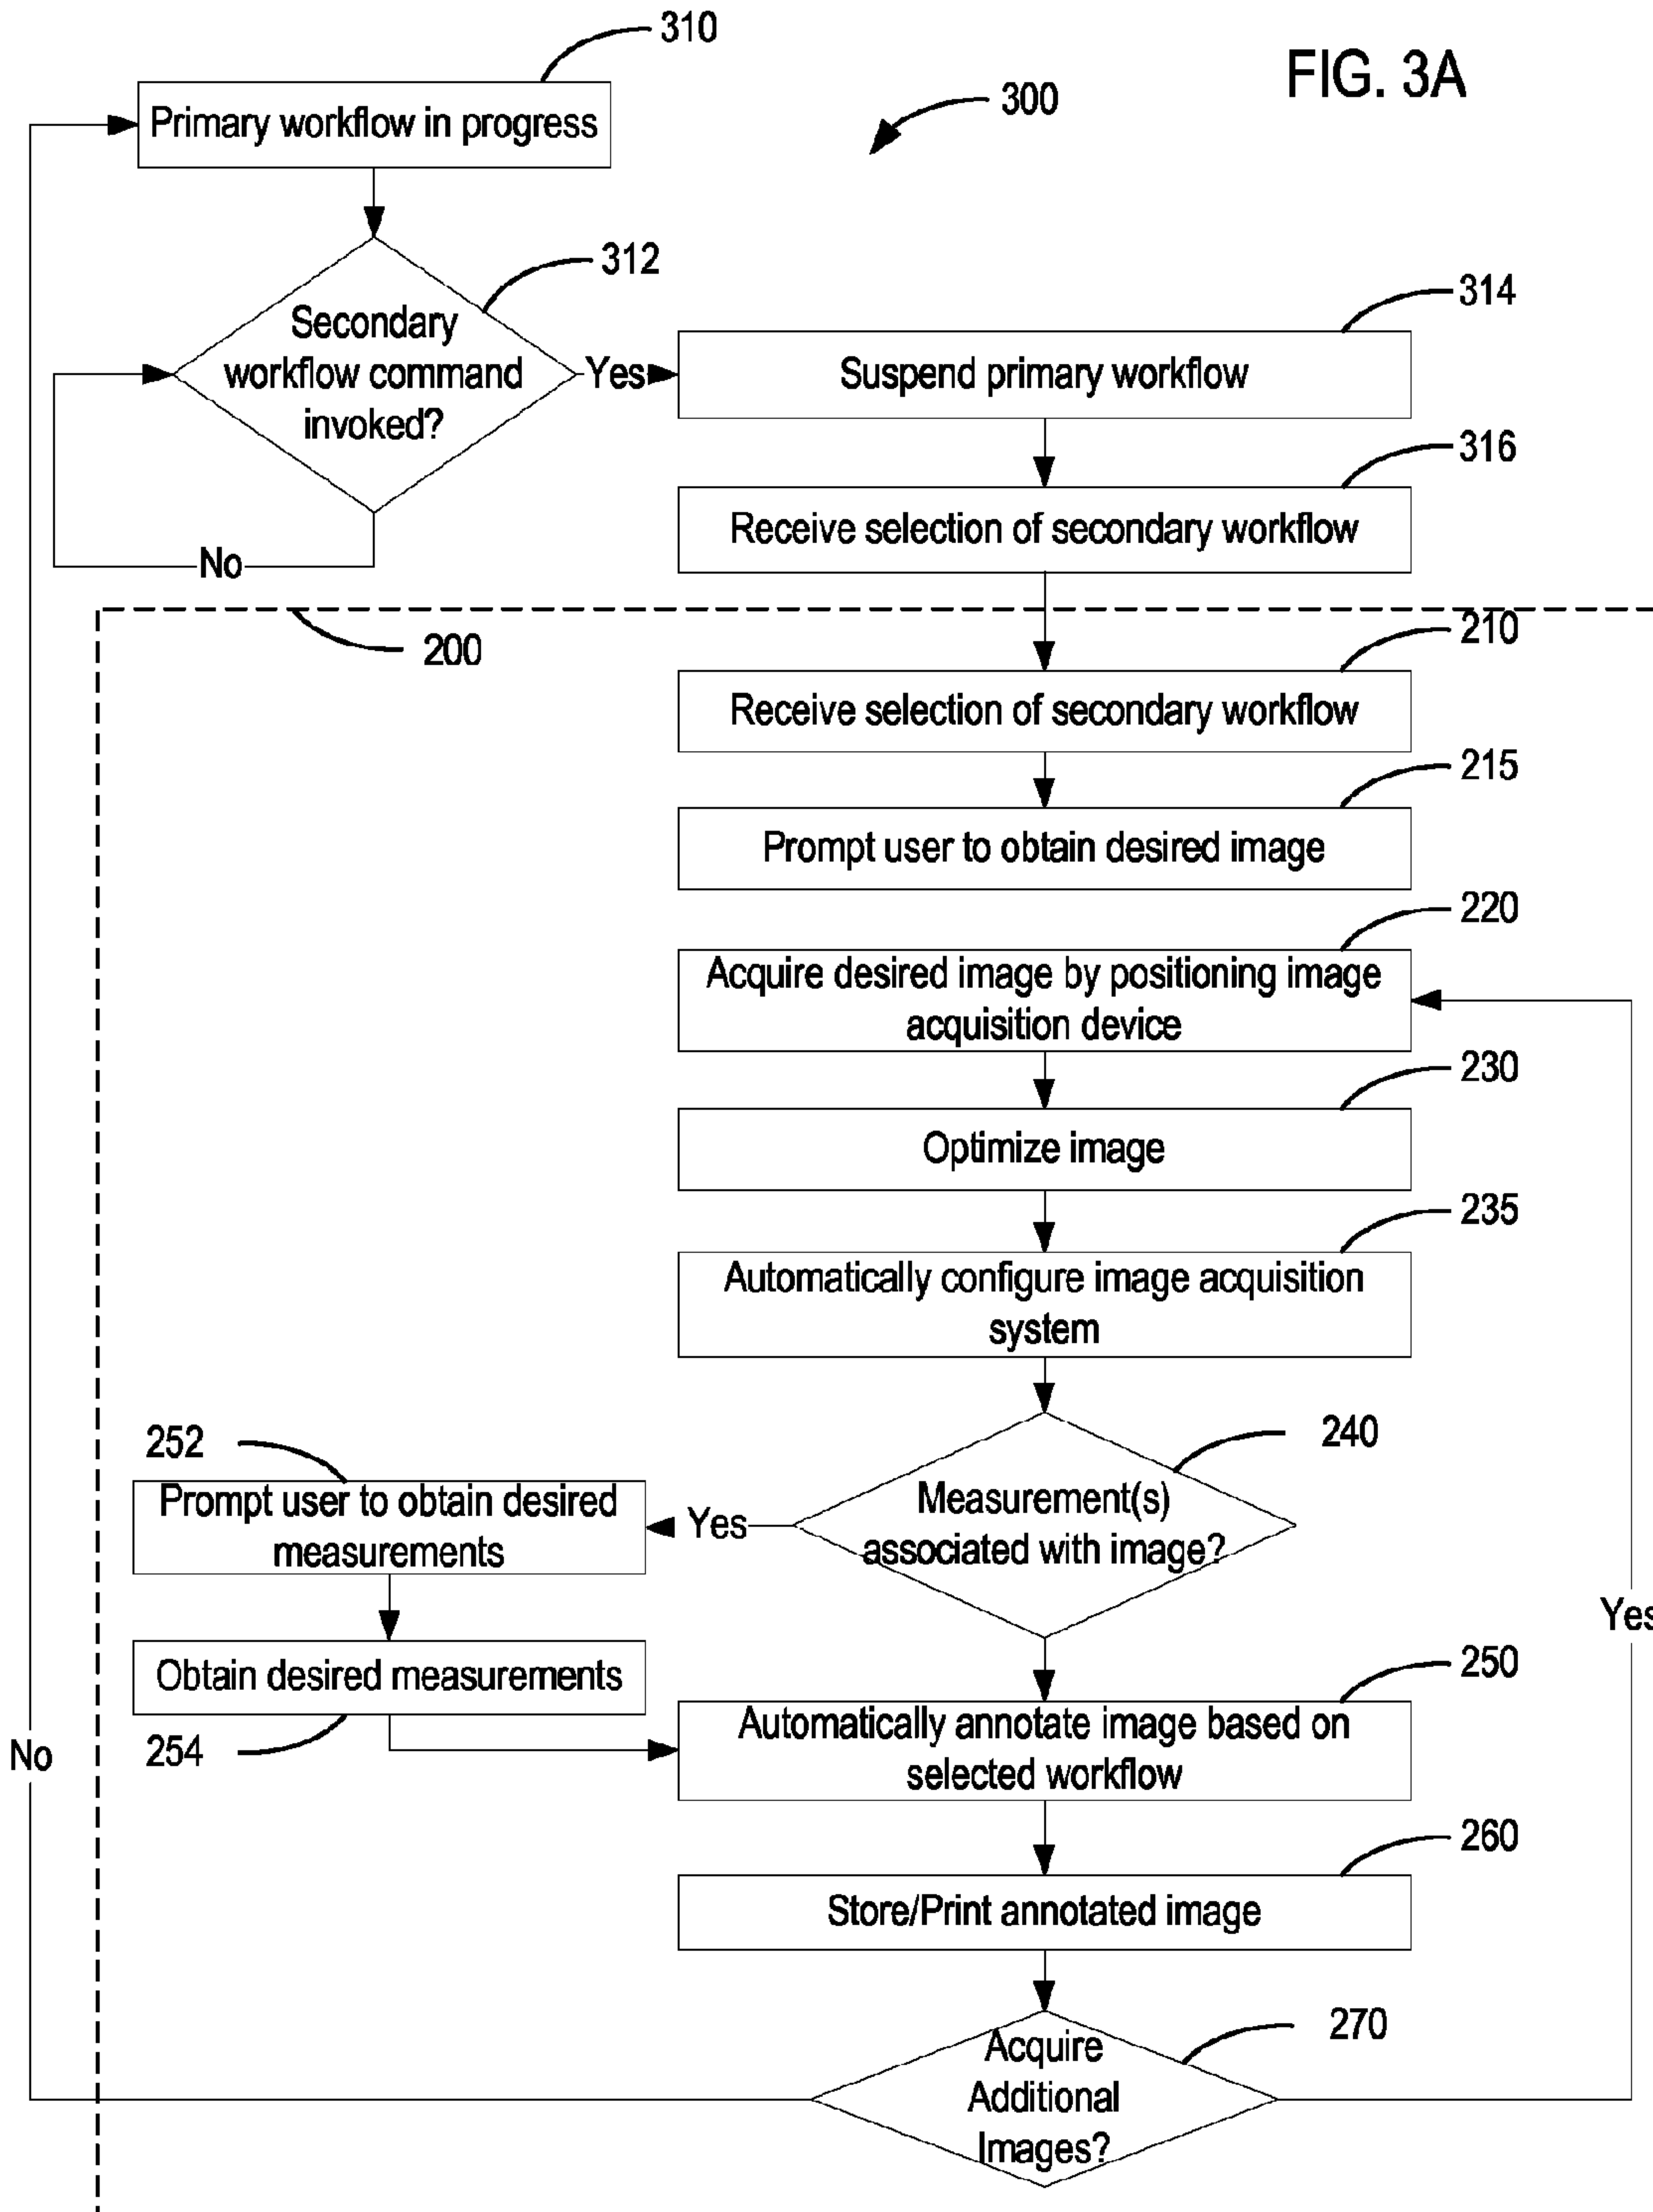 310
FIG. 3A
Primary workflow in progress
300
312
Secondary
workflow command
invoked?
Yes
No
314
Suspend primary workflow
316
Receive selection of secondary workflow
200
210
Receive selection of secondary workflow
215
Prompt user to obtain desired image
220
Acquire desired image by positioning image
acquisition device
230
Optimize image
235
Automatically configure image acquisition
system
240
Measurement(s)
associated with image?
Yes
252
Prompt user to obtain desired
measurements
Obtain desired measurements
254
Yes
250
Automatically annotate image based on
selected workflow
No
260
Store/Print annotated image
270
Acquire
Additional
Images?